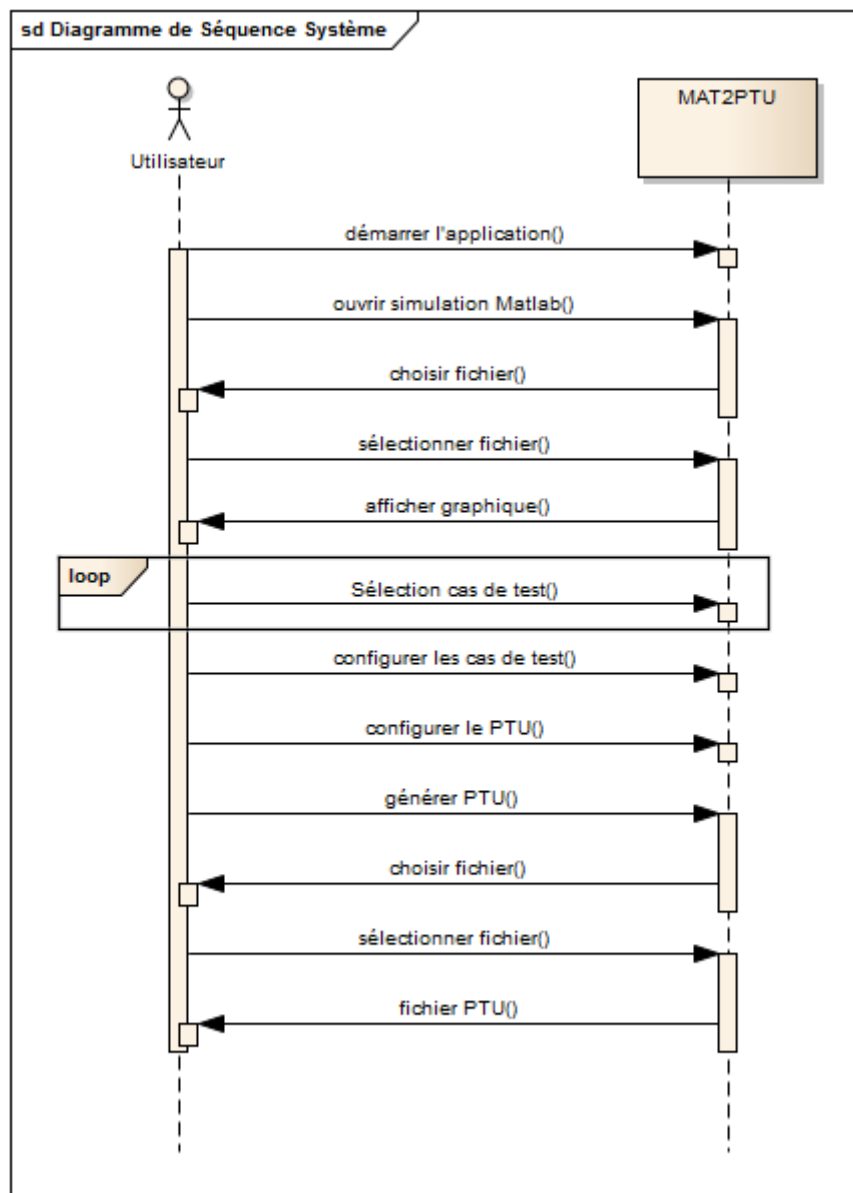 sd Diagramme de Séquence Système
Utilisateur
MAT2PTU
démarrer l'application()
ouvrir simulation Matlab()
choisir fichier()
sélectionner fichier()
afficher graphique()
loop
Sélection cas de test()
configurer les cas de test()
configurer le PTU()
générer PTU()
choisir fichier()
sélectionner fichier()
fichier PTU()